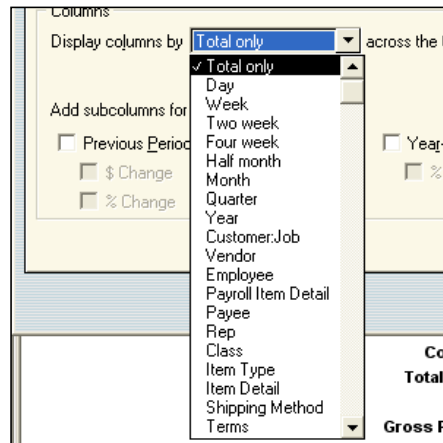 Columns
Display columns by Total only across the
✓ Total only
Day
Week
Two week
Add subcolumns for
Four week
Previous Period
Half month
$ Change
%
Month
% Change
Quarter
Year
Customer:Job
Vendor
Employee
Payroll Item Detail
Payee
Rep
Class
Item Type
Total
Item Detail
Shipping Method
Terms
Gross